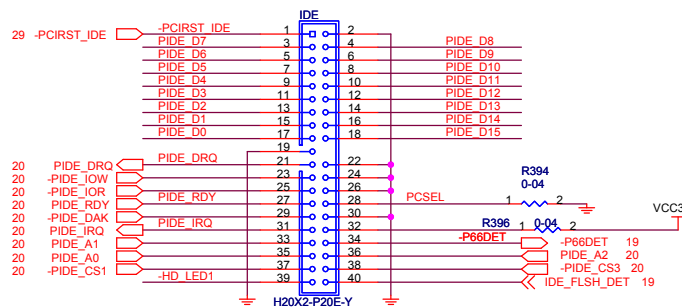 IDE
29 -PCIRST_IDE -PCIRST_IDE 1 2
PIDE_D7 3 4 PIDE_D8
PIDE_D6 5 6 PIDE_D9
PIDE_D5 7 8 PIDE_D10
PIDE_D4 9 10 PIDE_D11
PIDE_D3 11 12 PIDE_D12
PIDE_D2 13 14 PIDE_D13
PIDE_D1 15 16 PIDE_D14
PIDE_D0 17 18 PIDE_D15
19
20 PIDE_DRQ PIDE_DRQ 21 22 R394
20 -PIDE_IOW 23 24 0-04
20 -PIDE_IOR 25 26
20 PIDE_RDY PIDE_RDY 27 28 PCSEL 1 2
20 -PIDE_DAK 29 30 VCC3
20 PIDE_IRQ PIDE_IRQ 31 32 R396 1 0-04 2
20 PIDE_A1 33 34 -P66DET -P66DET 19
20 PIDE_A0 35 36 PIDE_A2 20
20 -PIDE_CS1 37 38 -PIDE_CS3 20
-HD_LED1 39 40 IDE_FLSH_DET 19
H20X2-P20E-Y